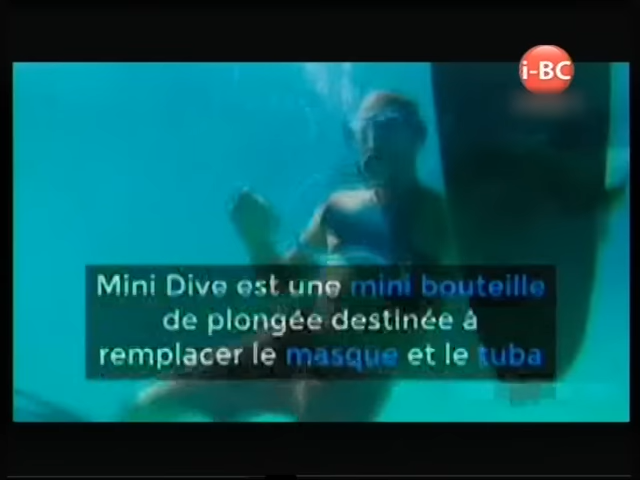 i-BC
Mini Dive est une mini bouteille
de plongée destinée à
remplacer le masque et le tuba